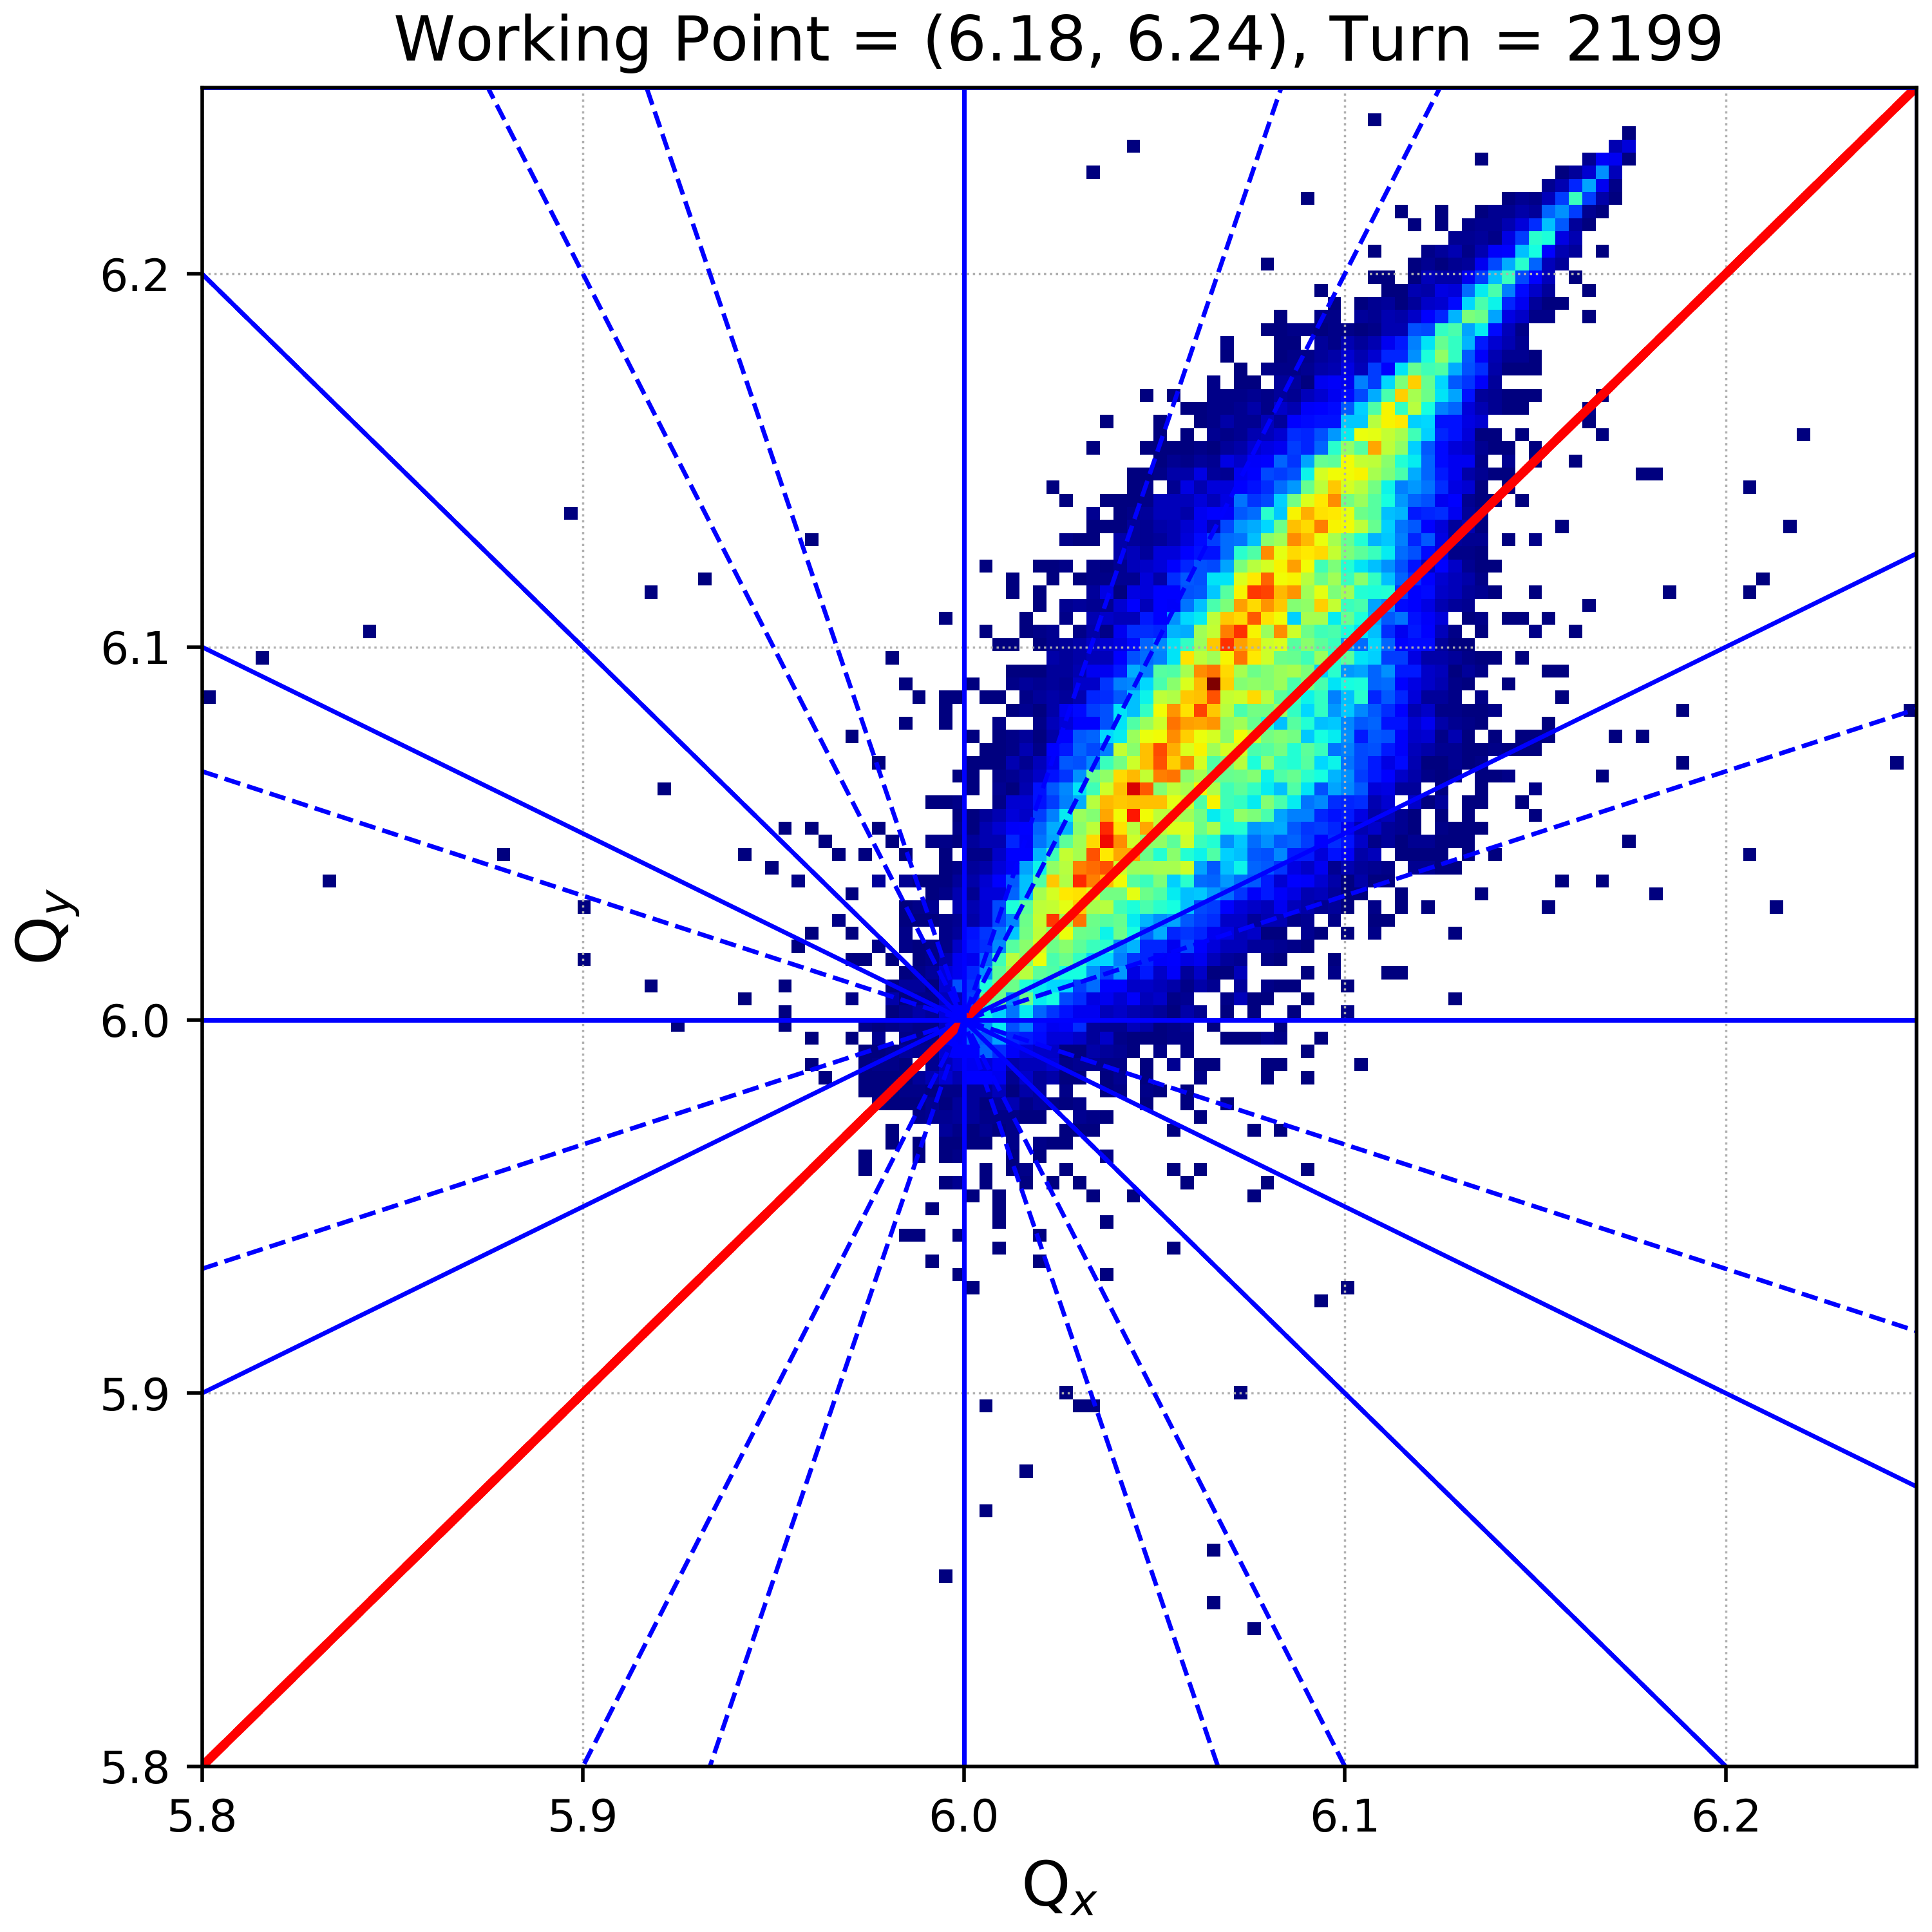 Working Point = (6.18, 6.24), Turn = 2199
6.2
6.1
6.0
5.9
5.8
Qy
5.8 5.9 6.0 6.1 6.2
Qx